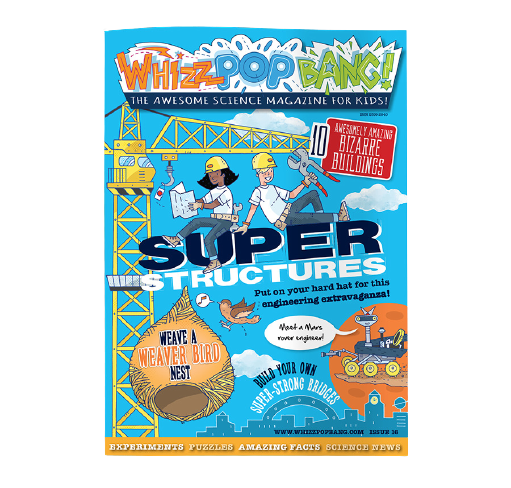 WHIZZ POP BANG!
THE AWESOME SCIENCE MAGAZINE FOR KIDS!
10
AWESOMELY AMAZING
BIZARRE
BUILDINGS
SUPER
STRUCTURES
Put on your hard hat for this
engineering extravaganza!
WEAVE A
WEAVER BIRD
NEST
Meet a Mars
rover engineer!
BUILD YOUR OWN
SUPER-STRONG BRIDGES
WWW.WHIZZPOPBANG.COM ISSUE 16
EXPERIMENTS PUZZLES AMAZING FACTS SCIENCE NEWS